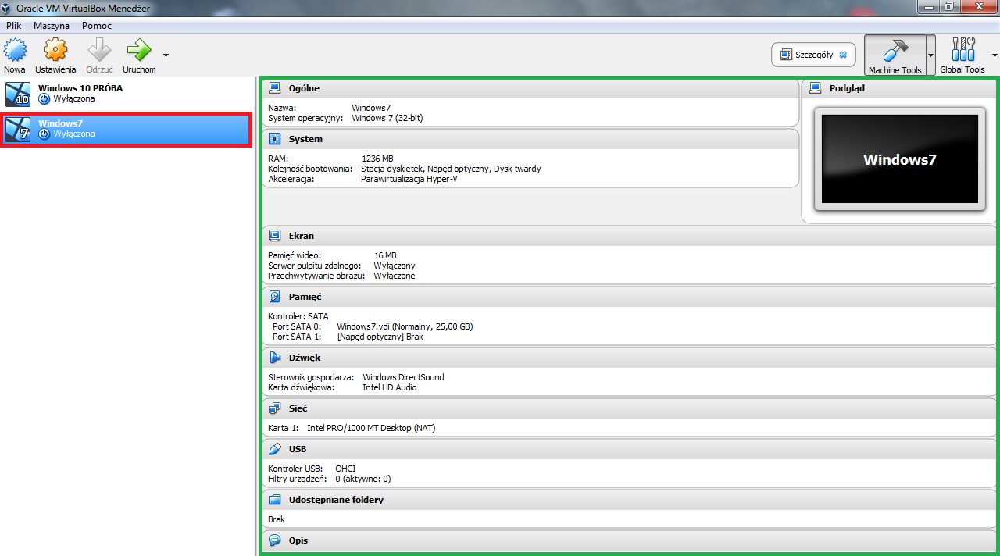 Oracle VM VirtualBox Menedżer
Plik Maszyna Pomoc
Nowa Ustawienia Odrzuć Uruchom
Szczegóły
Machine Tools
Global Tools
10
Windows 10 PRÓBA
Wyłączona
7
Windows7
Wyłączona
Ogólne
Nazwa: Windows7
System operacyjny: Windows 7 (32-bit)
System
RAM: 1236 MB
Kolejność bootowania: Stacja dyskietek, Napęd optyczny, Dysk twardy
Akceleracja: Parawirtualizacja Hyper-V
Podgląd
Windows7
Ekran
Pamięć wideo: 16 MB
Serwer pulpitu zdalnego: Wyłączony
Przechwytywanie obrazu: Wyłączone
Pamięć
Kontroler: SATA
Port SATA 0: Windows7.vdi (Normalny, 25,00 GB)
Port SATA 1: [Napęd optyczny] Brak
Dźwięk
Sterownik gospodarza: Windows DirectSound
Karta dźwiękowa: Intel HD Audio
Sieć
Karta 1: Intel PRO/1000 MT Desktop (NAT)
USB
Kontroler USB: OHCI
Filtry urządzeń: 0 (aktywne: 0)
Udostępniane foldery
Brak
Opis